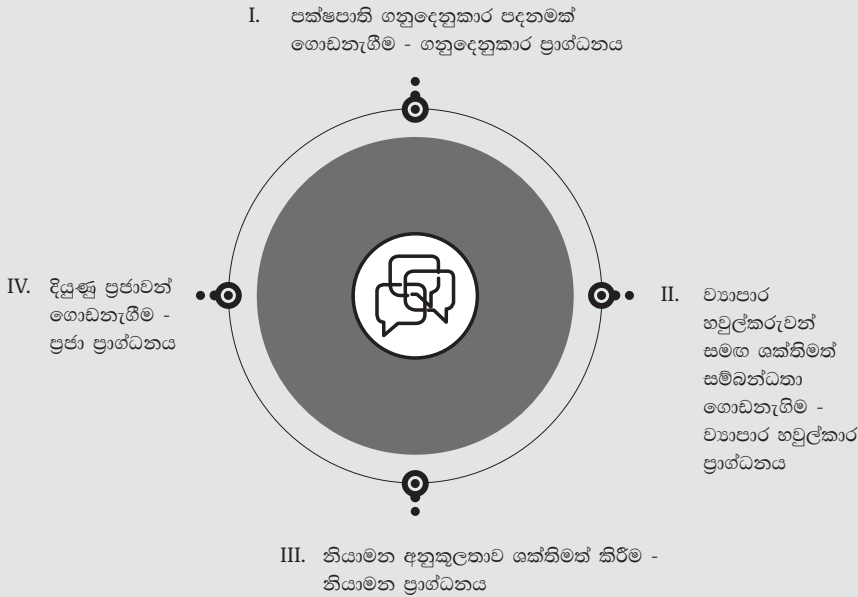 I. පක්ෂපාති ගනුදෙනුකාර පදනමක්
ගොඩනැගීම - ගනුදෙනුකාර ප්‍රාග්ධනය
II. ව්‍යාපාර
හවුල්කරුවන්
සමඟ ශක්තිමත්
සම්බන්ධතා
ගොඩනැගිම -
ව්‍යාපාර හවුල්කාර
ප්‍රාග්ධනය
III. නියාමන අනුකූලතාව ශක්තිමත් කිරීම -
නියාමන ප්‍රාග්ධනය
IV. දියුණු ප්‍රජාවන්
ගොඩනැගීම -
ප්‍රජා ප්‍රාග්ධනය